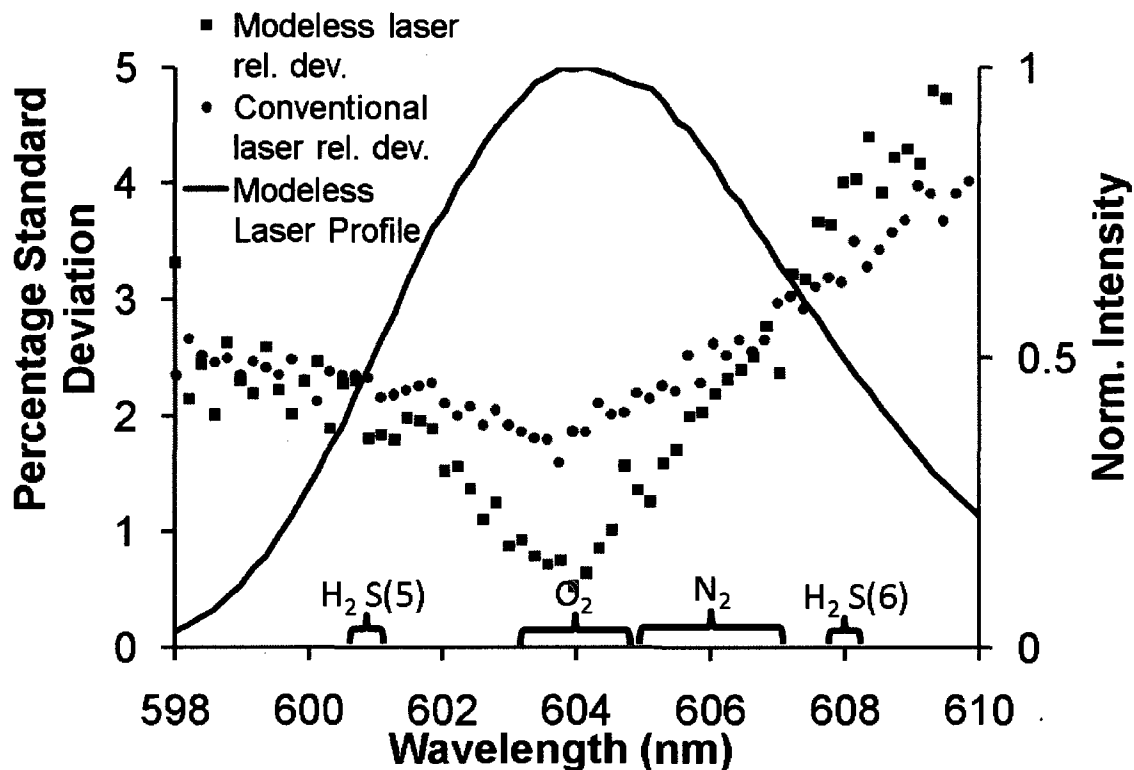 Modeless laser
rel. dev.
Conventional
laser rel. dev.
Modeless
Laser Profile
Percentage Standard
Deviation
5
4
3
2
1
0
1
0.5
0
Norm. Intensity
H₂ S(5)
O₂
N₂
H₂ S(6)
598 600 602 604 606 608 610
Wavelength (nm)